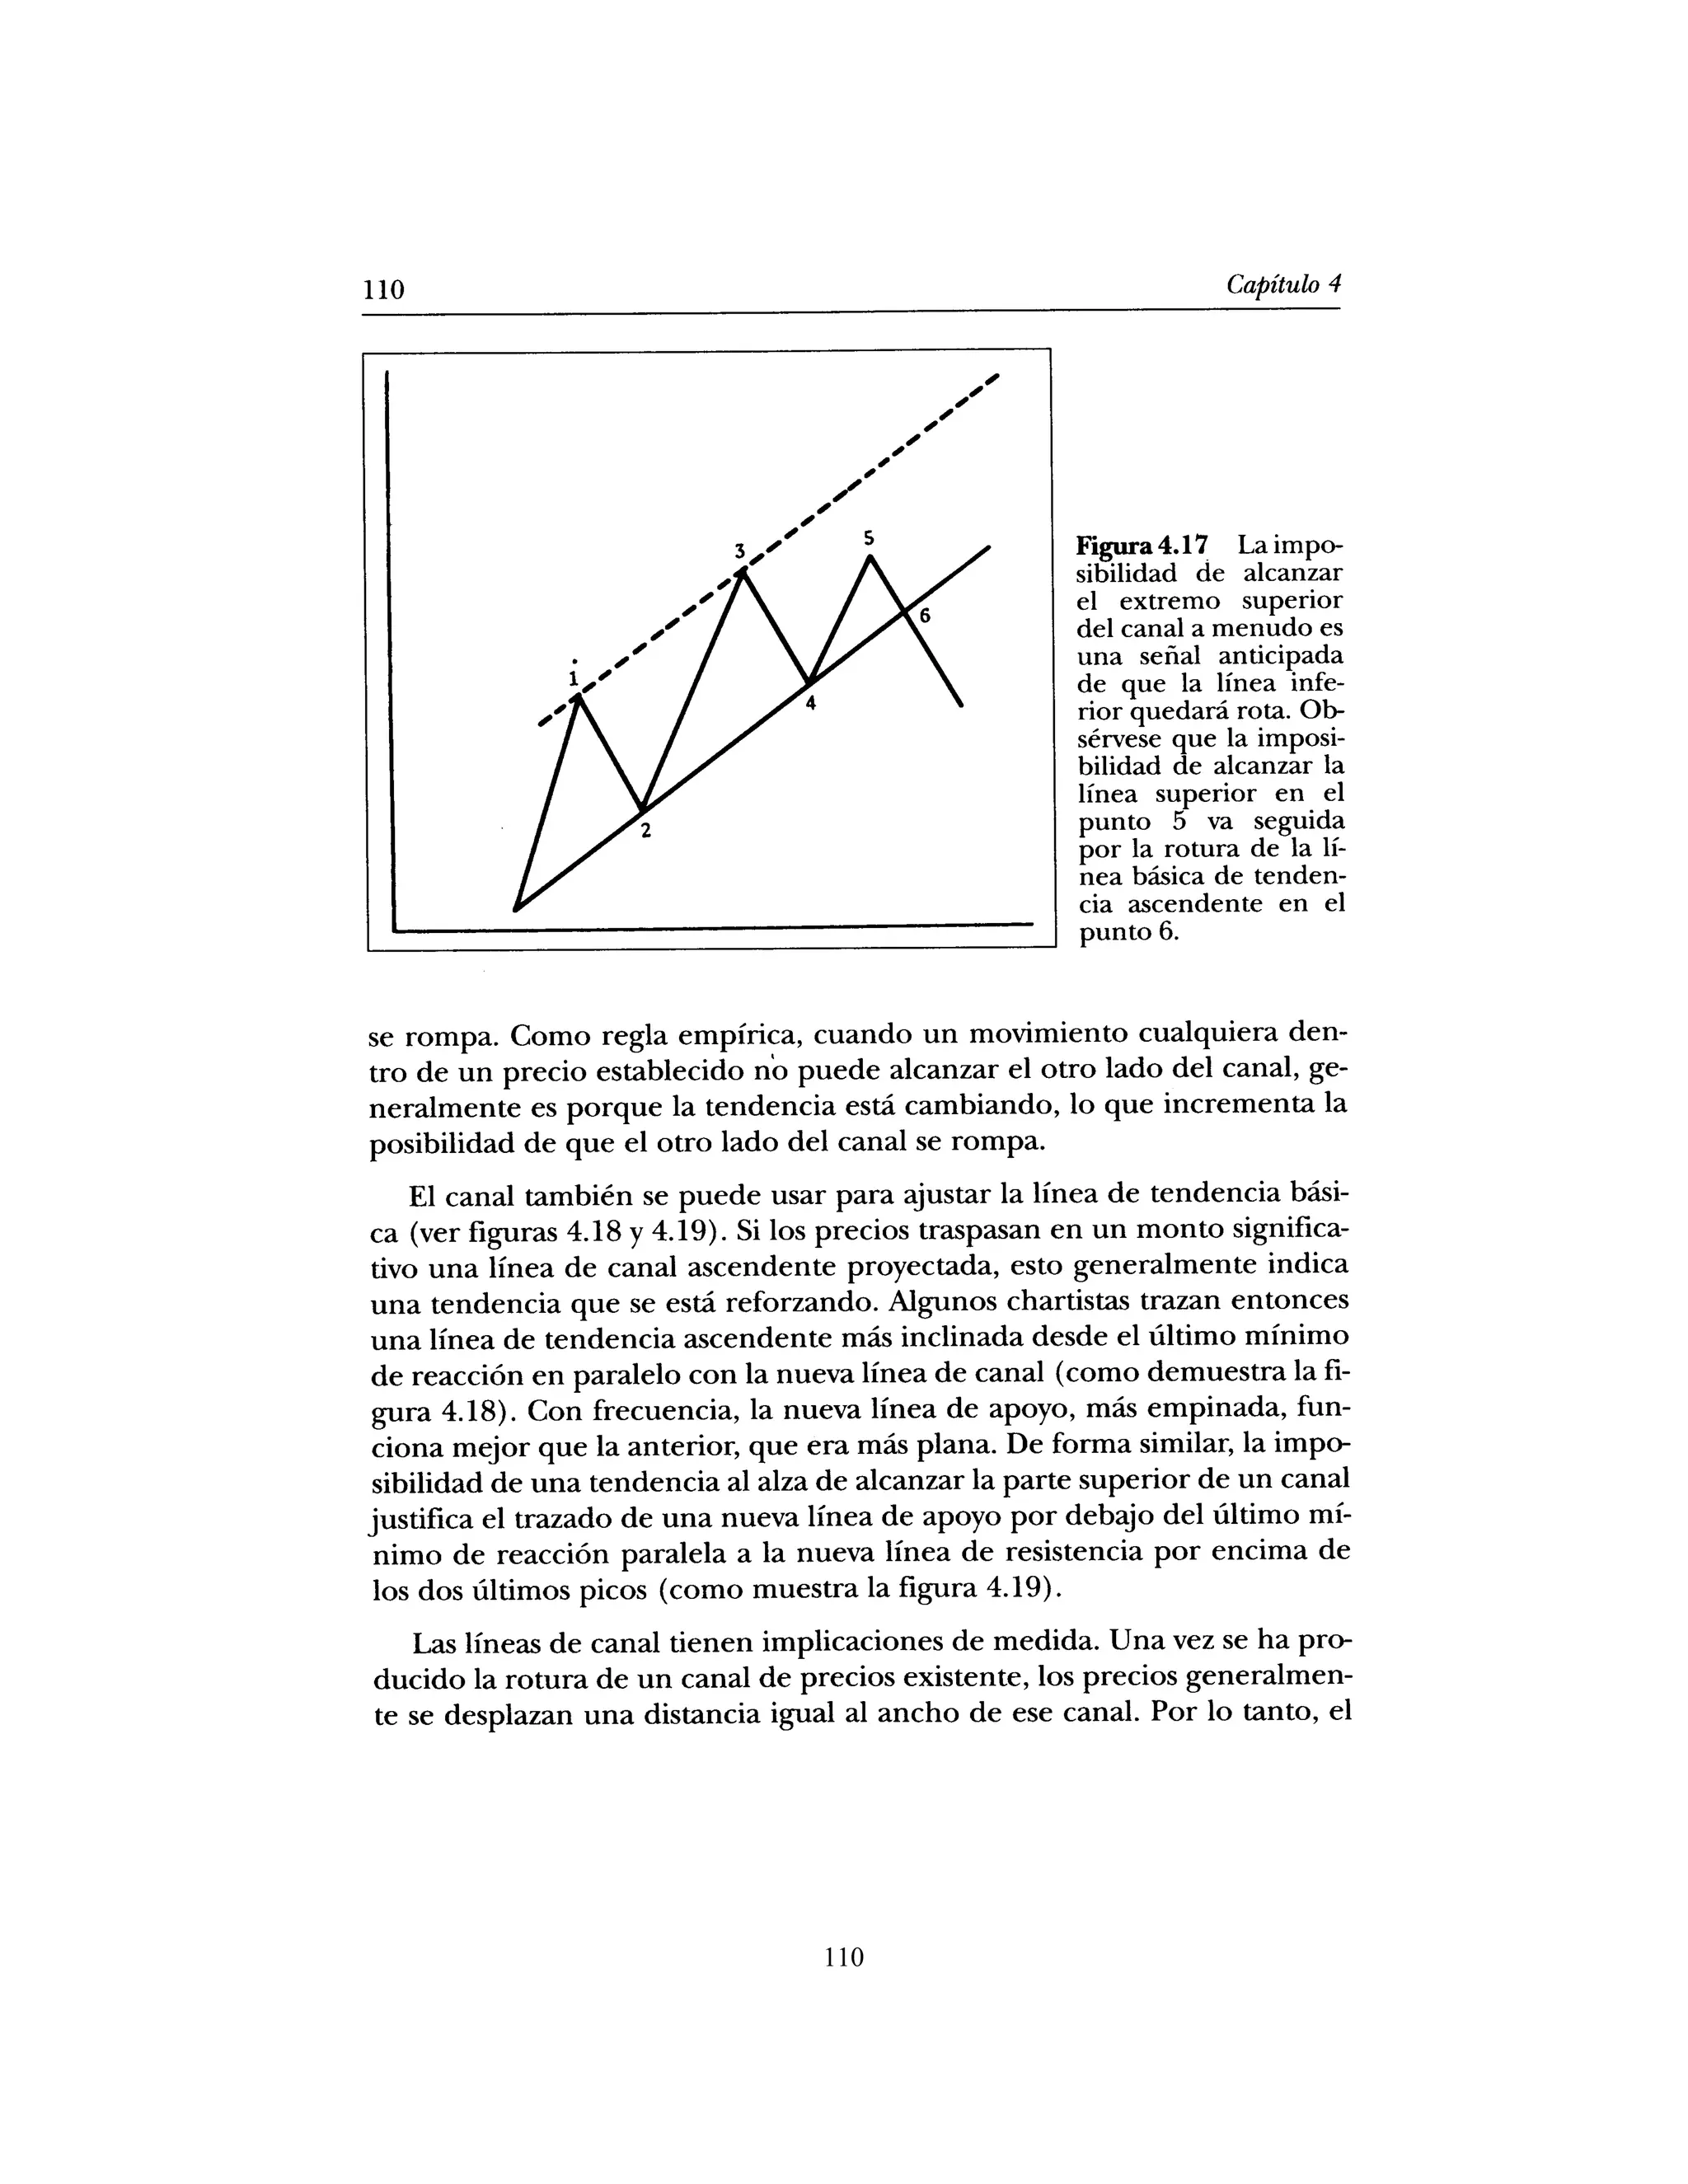 110
Capítulo 4
3
5
6
1
4
2
Figura 4.17 La impo-
sibilidad de alcanzar
el extremo superior
del canal a menudo es
una señal anticipada
de que la línea infe-
rior quedará rota. Ob-
sérvese que la imposi-
bilidad de alcanzar la
línea superior en el
punto 5 va seguida
por la rotura de la lí-
nea básica de tenden-
cia ascendente en el
punto 6.
se rompa. Como regla empírica, cuando un movimiento cualquiera den-
tro de un precio establecido no puede alcanzar el otro lado del canal, ge-
neralmente es porque la tendencia está cambiando, lo que incrementa la
posibilidad de que el otro lado del canal se rompa.
El canal también se puede usar para ajustar la línea de tendencia bási-
ca (ver figuras 4.18 y 4.19). Si los precios traspasan en un monto significa-
tivo una línea de canal ascendente proyectada, esto generalmente indica
una tendencia que se está reforzando. Algunos chartistas trazan entonces
una línea de tendencia ascendente más inclinada desde el último mínimo
de reacción en paralelo con la nueva línea de canal (como demuestra la fi-
gura 4.18). Con frecuencia, la nueva línea de apoyo, más empinada, fun-
ciona mejor que la anterior, que era más plana. De forma similar, la impo-
sibilidad de una tendencia al alza de alcanzar la parte superior de un canal
justifica el trazado de una nueva línea de apoyo por debajo del último mí-
nimo de reacción paralela a la nueva línea de resistencia por encima de
los dos últimos picos (como muestra la figura 4.19).
Las líneas de canal tienen implicaciones de medida. Una vez se ha pro-
ducido la rotura de un canal de precios existente, los precios generalmen-
te se desplazan una distancia igual al ancho de ese canal. Por lo tanto, el
110